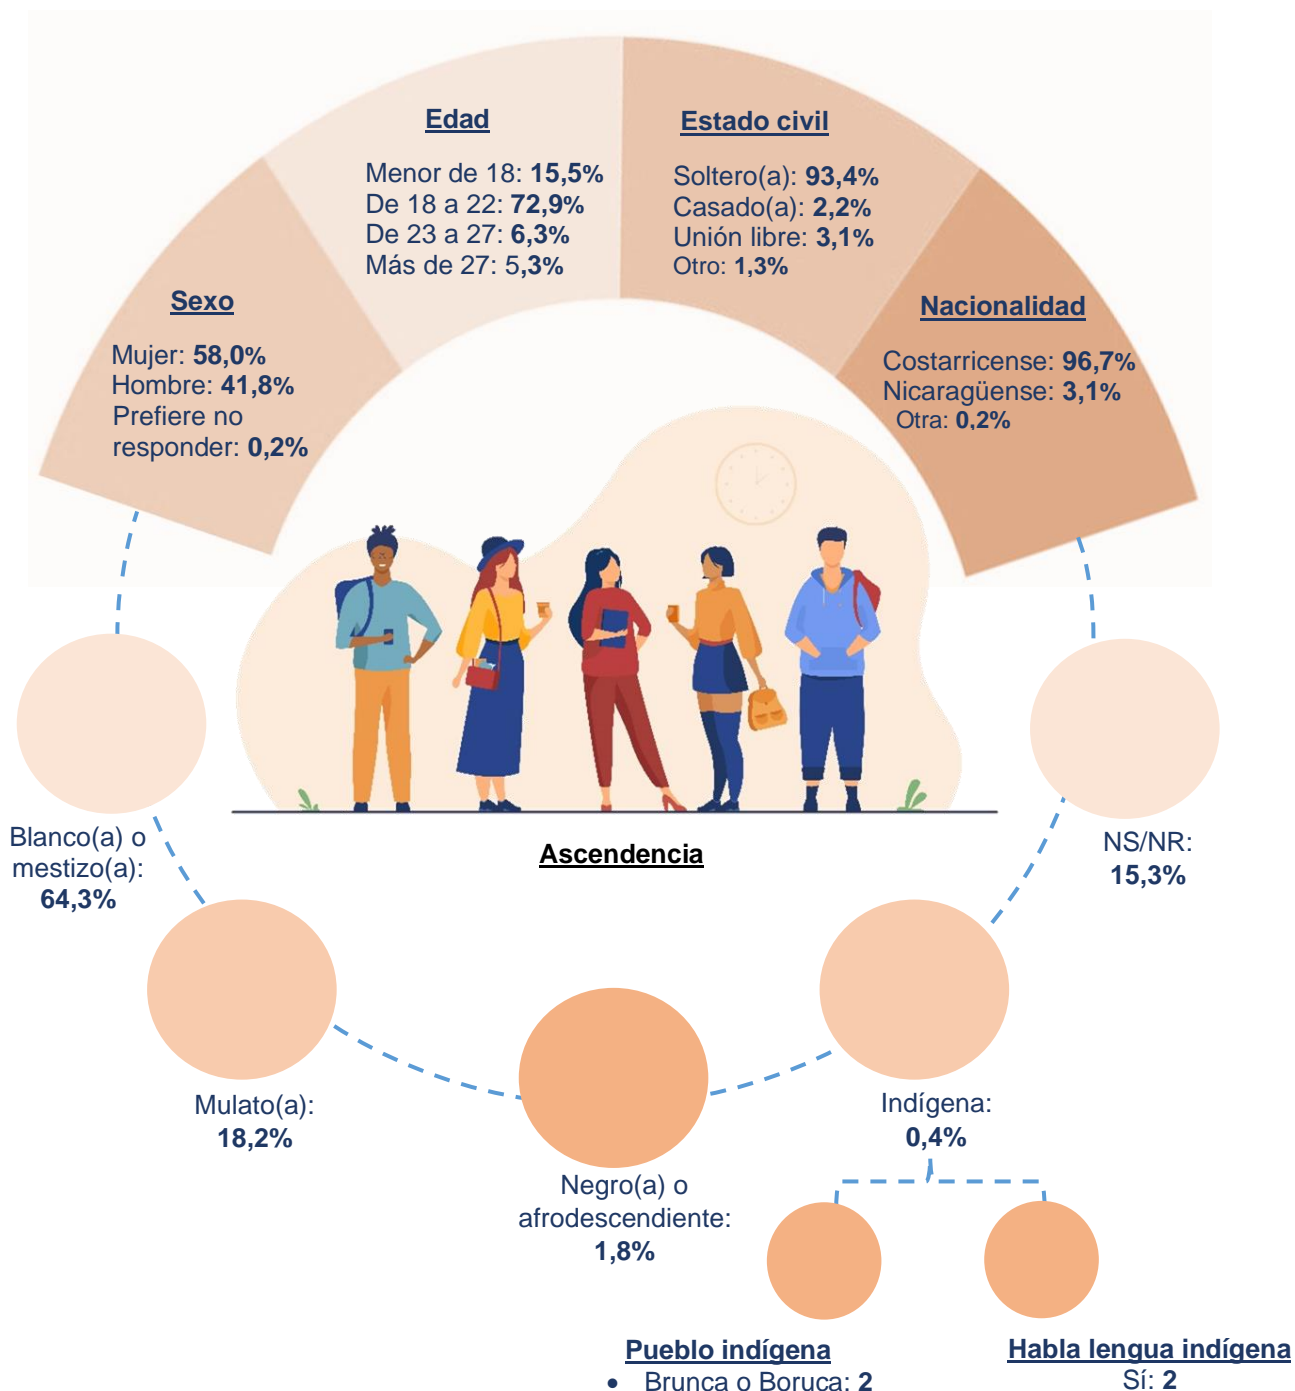 Edad
Menor de 18: 15,5%
De 18 a 22: 72,9%
De 23 a 27: 6,3%
Más de 27: 5,3%
Estado civil
Soltero(a): 93,4%
Casado(a): 2,2%
Unión libre: 3,1%
Otro: 1,3%
Sexo
Mujer: 58,0%
Hombre: 41,8%
Prefiere no
responder: 0,2%
Nacionalidad
Costarricense: 96,7%
Nicaragüense: 3,1%
Otra: 0,2%
Ascendencia
Blanco(a) o
mestizo(a):
64,3%
Mulato(a):
18,2%
Negro(a) o
afrodescendiente:
1,8%
Indígena:
0,4%
NS/NR:
15,3%
Pueblo indígena
• Brunca o Boruca: 2
Habla lengua indígena
Sí: 2